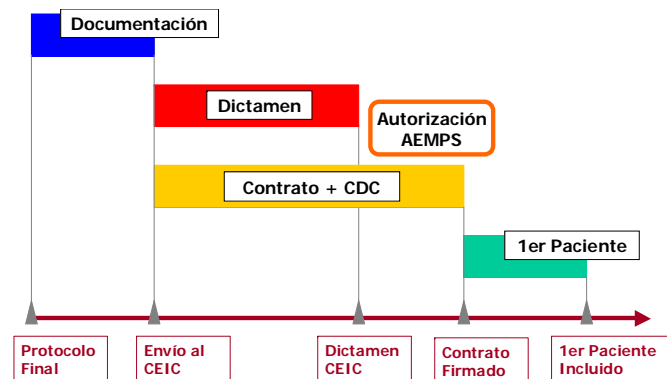 Documentación
Dictamen
Autorización
AEMPS
Contrato + CDC
1er Paciente
Protocolo
Final
Envío al
CEIC
Dictamen
CEIC
Contrato
Firmado
1er Paciente
Incluido